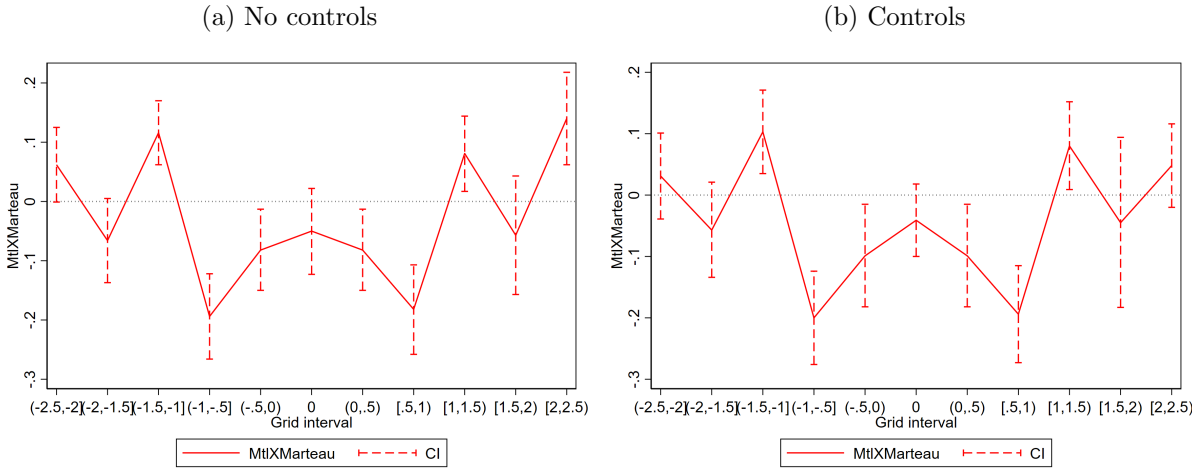 (a) No controls
(b) Controls
MtlXMarteau
.2
.1
0
-.1
-.2
-.3
(-2.5,-2] (-2,-1.5] (-1.5,-1] (-1,-.5] (-.5,0) 0 (0,.5) [.5,1) [1,1.5) [1.5,2) [2,2.5)
Grid interval
MtlXMarteau CI
MtlXMarteau
.2
.1
0
-.1
-.2
-.3
(-2.5,-2] (-2,-1.5] (-1.5,-1] (-1,-.5] (-.5,0) 0 (0,.5) [.5,1) [1,1.5) [1.5,2) [2,2.5)
Grid interval
MtlXMarteau CI